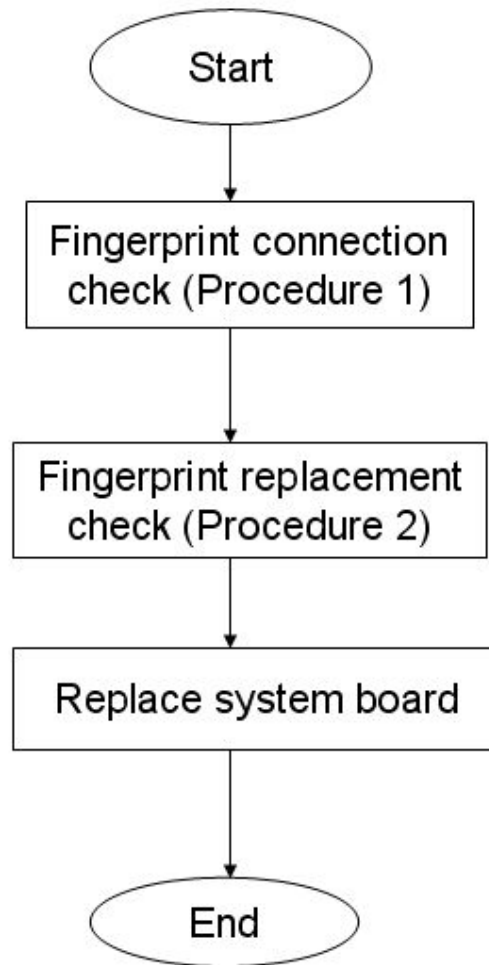 Start
Fingerprint connection
check (Procedure 1)
Fingerprint replacement
check (Procedure 2)
Replace system board
End